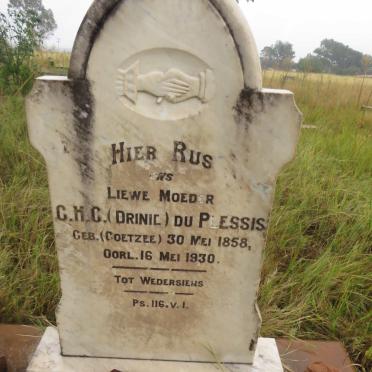 HIER RUS
ONS
LIEWE MOEDER
C.H.C.(DRINIE) DU PLESSIS
GEB.(COETZEE) 30 MEI 1858,
OORL. 16 MEI 1930.
TOT WEDERSIENS
PS. 116. V. 1.